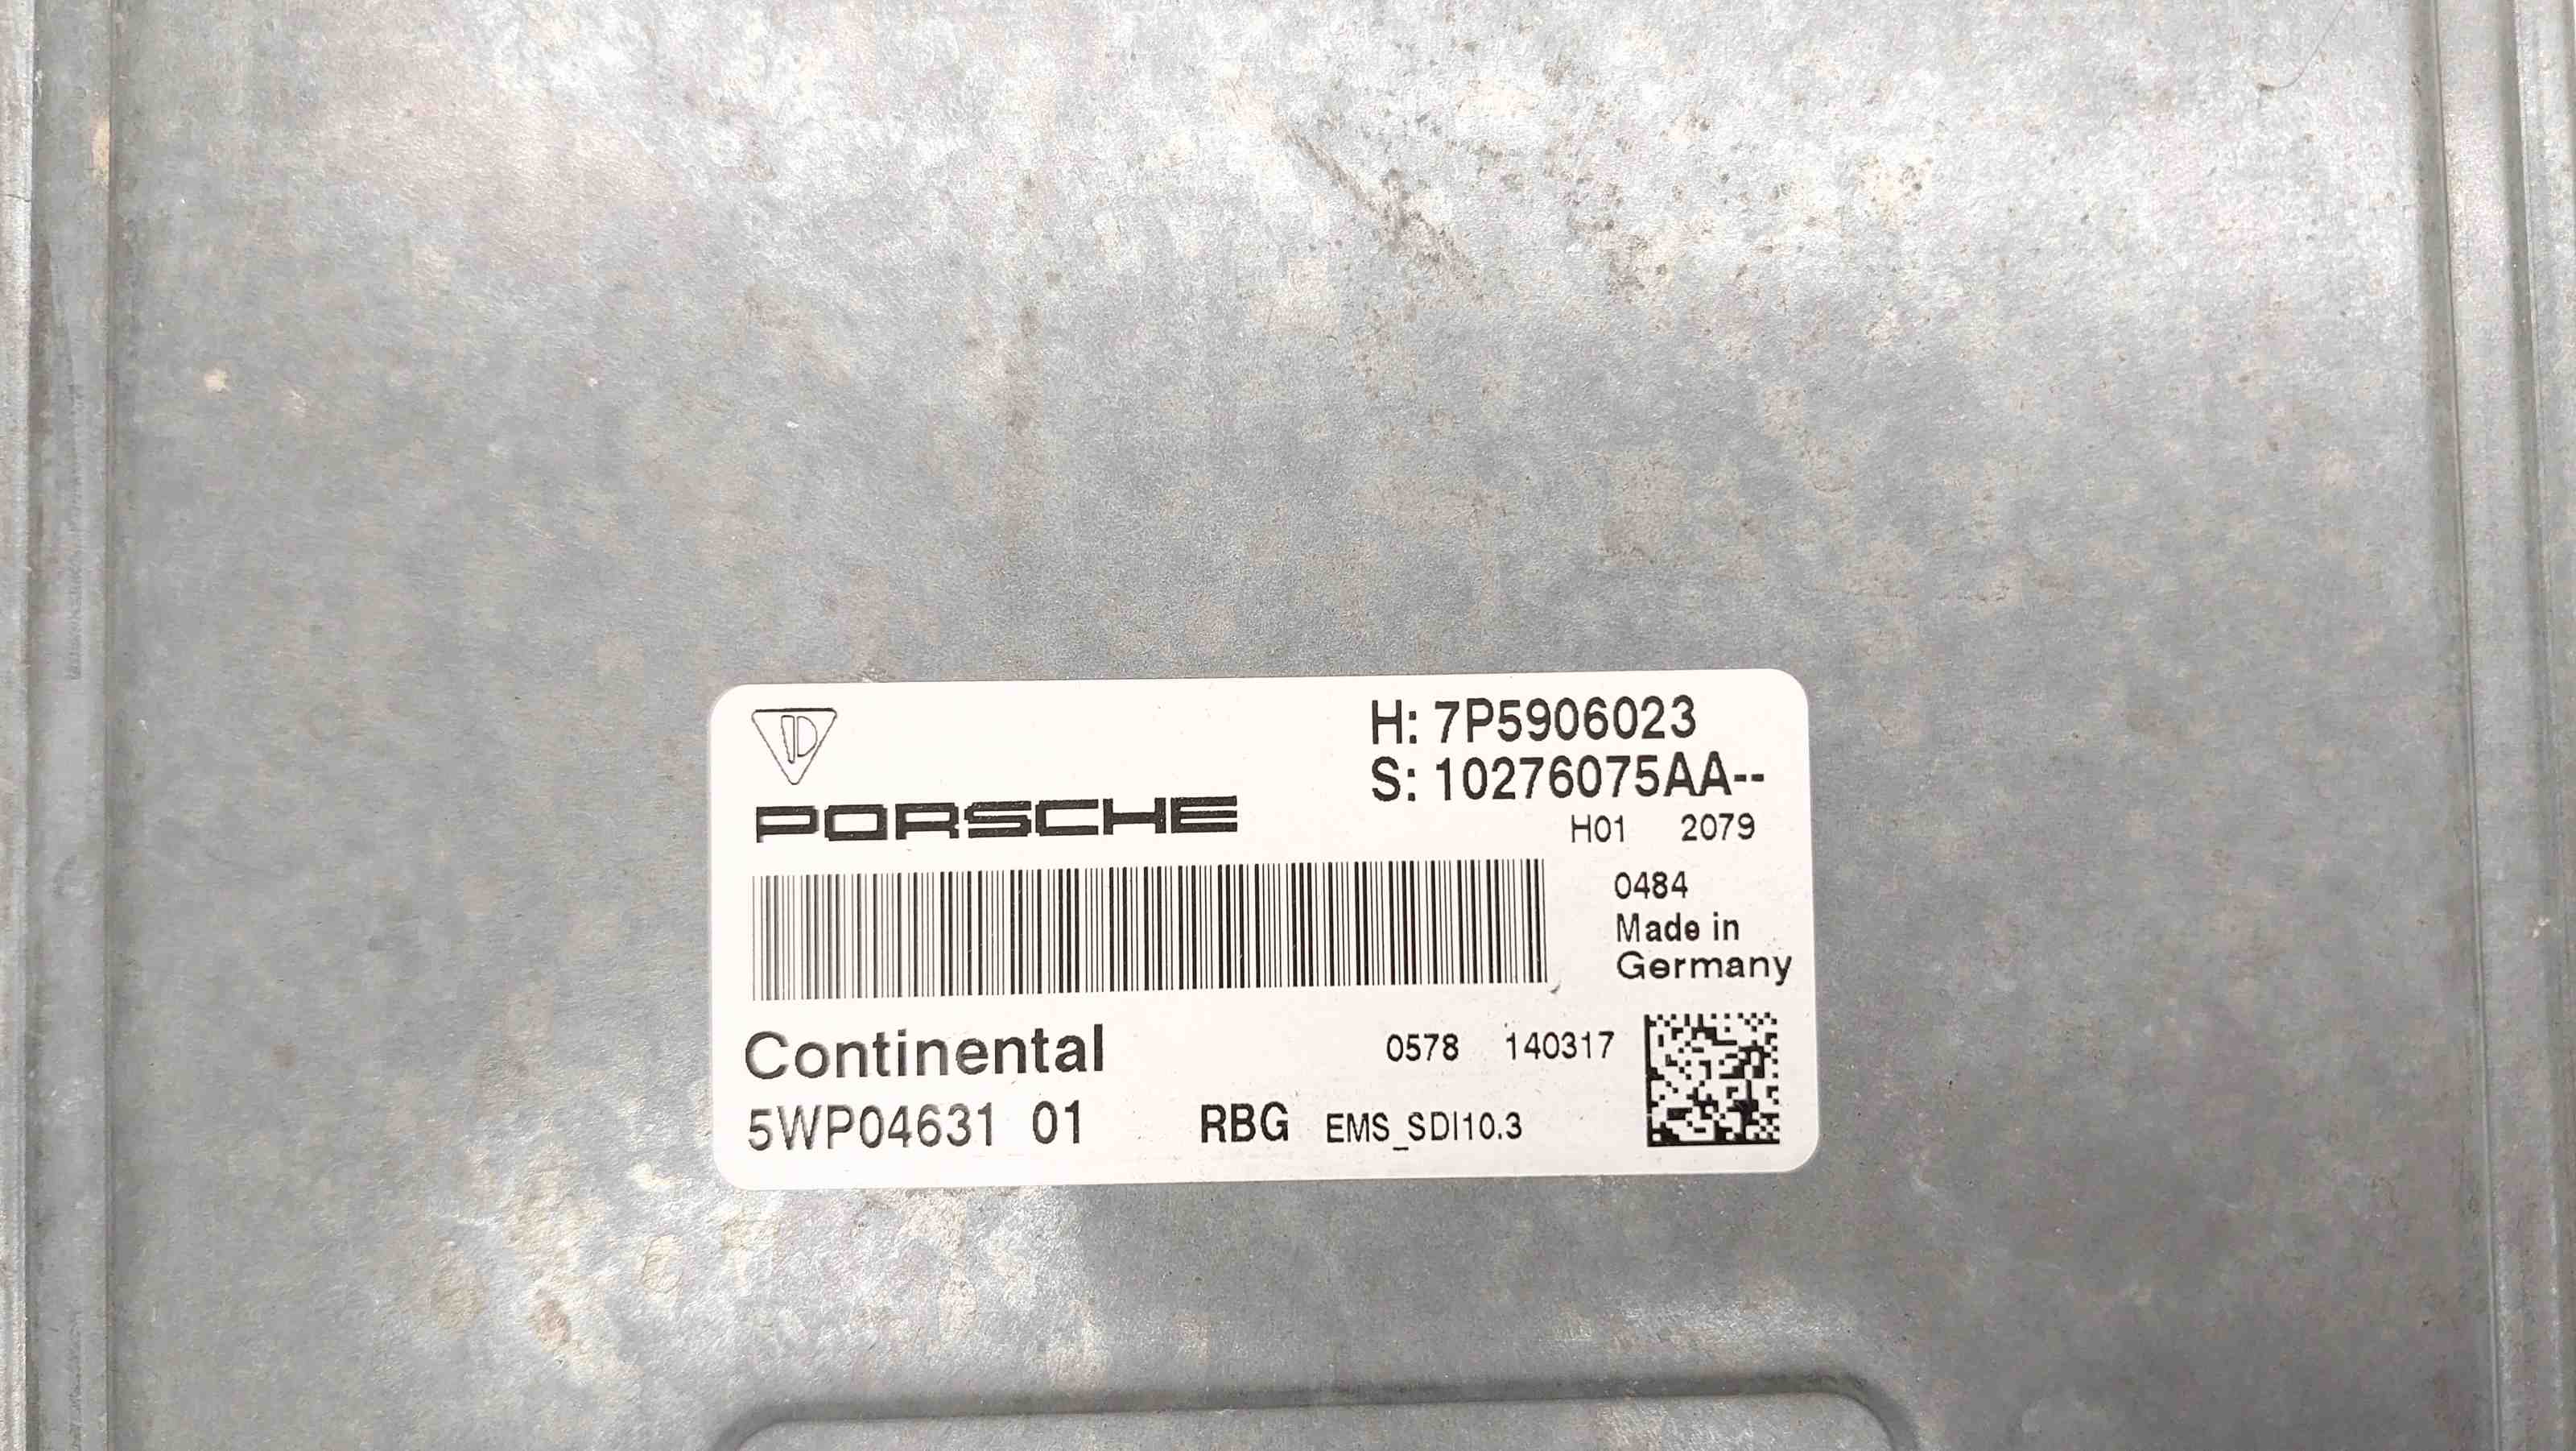 H: 7P5906023
S: 10276075AA--
PORSCHE
H01 2079
0484
Made in
Germany
Continental
0578 140317
5WP04631 01 RBG EMS_SDI10.3